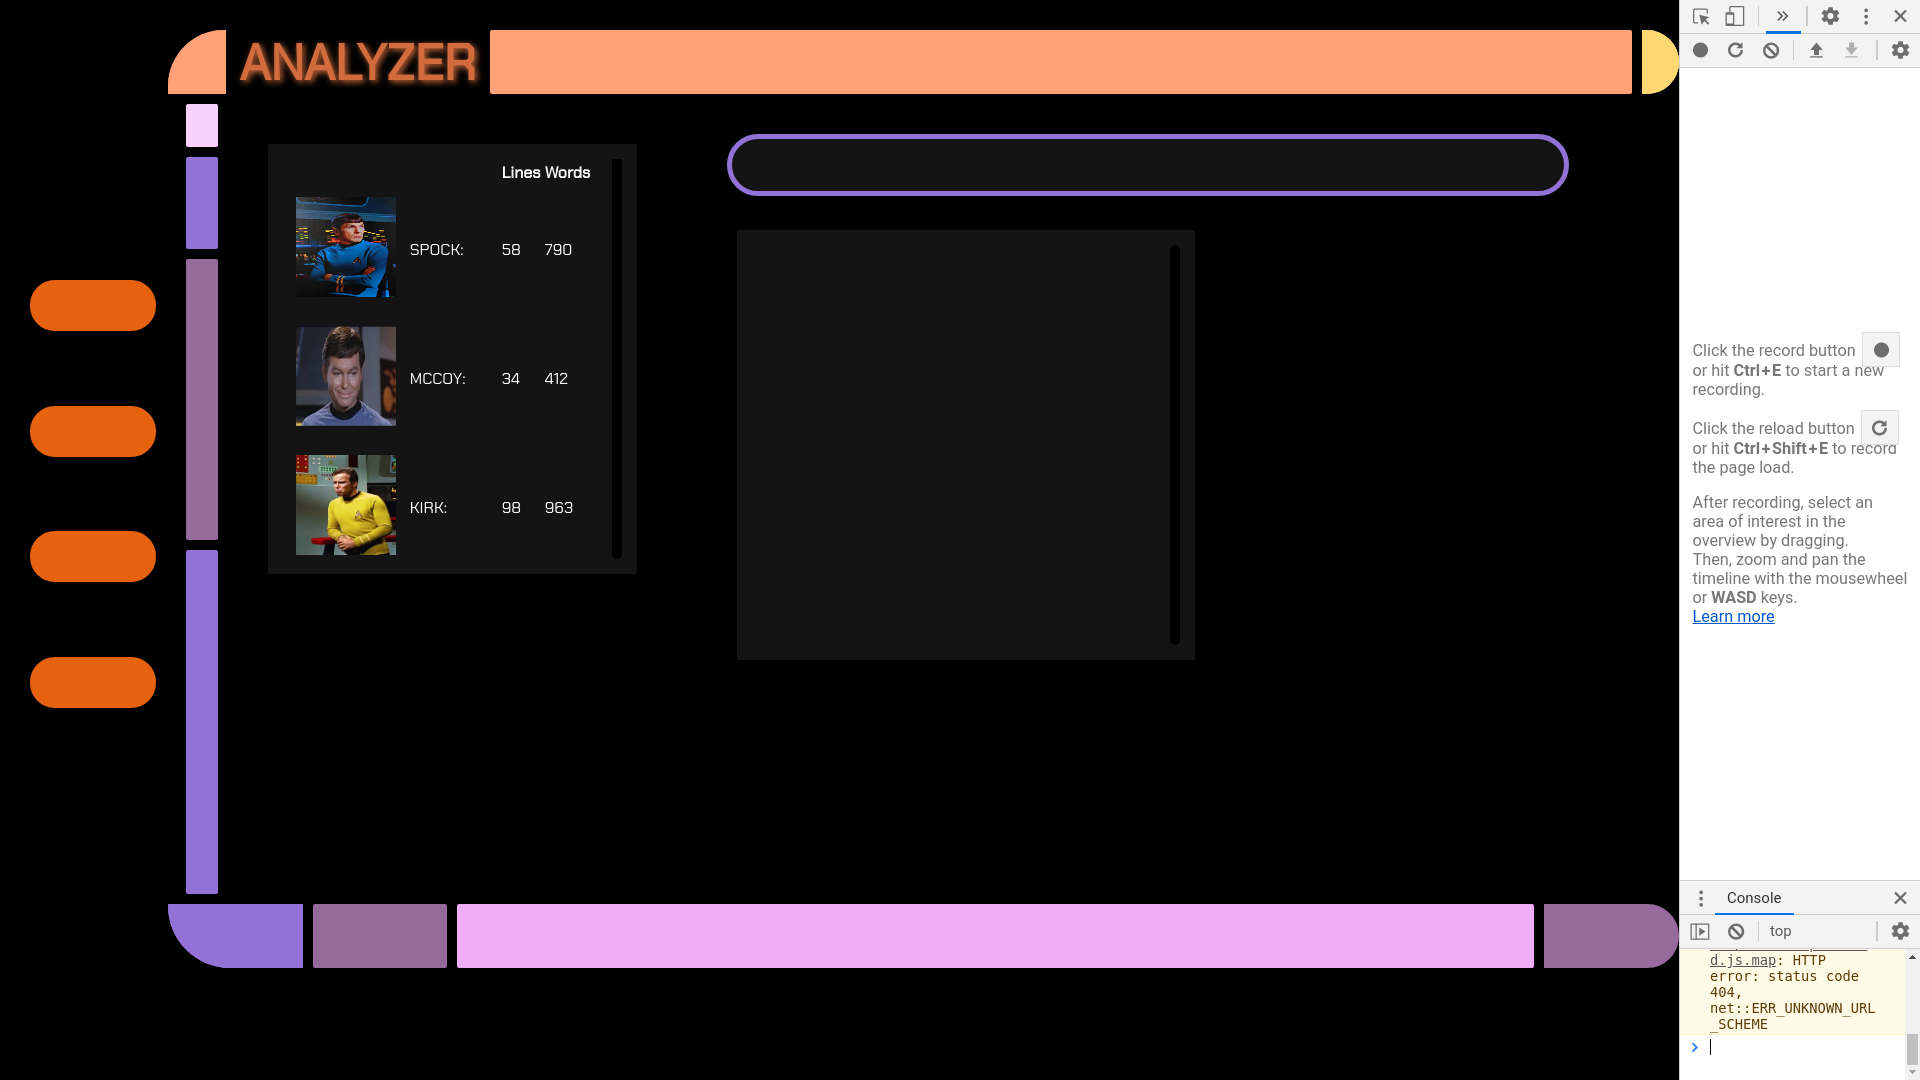 ANALYZER
Lines Words
SPOCK: 58 790
MCCOY: 34 412
KIRK: 98 963
Click the record button
or hit Ctrl+E to start a new
recording.
Click the reload button
or hit Ctrl+Shift+E to record
the page load.
After recording, select an
area of interest in the
overview by dragging.
Then, zoom and pan the
timeline with the mousewheel
or WASD keys.
Learn more
Console
top
d.js.map: HTTP
error: status code
404,
net::ERR_UNKNOWN_URL
_SCHEME